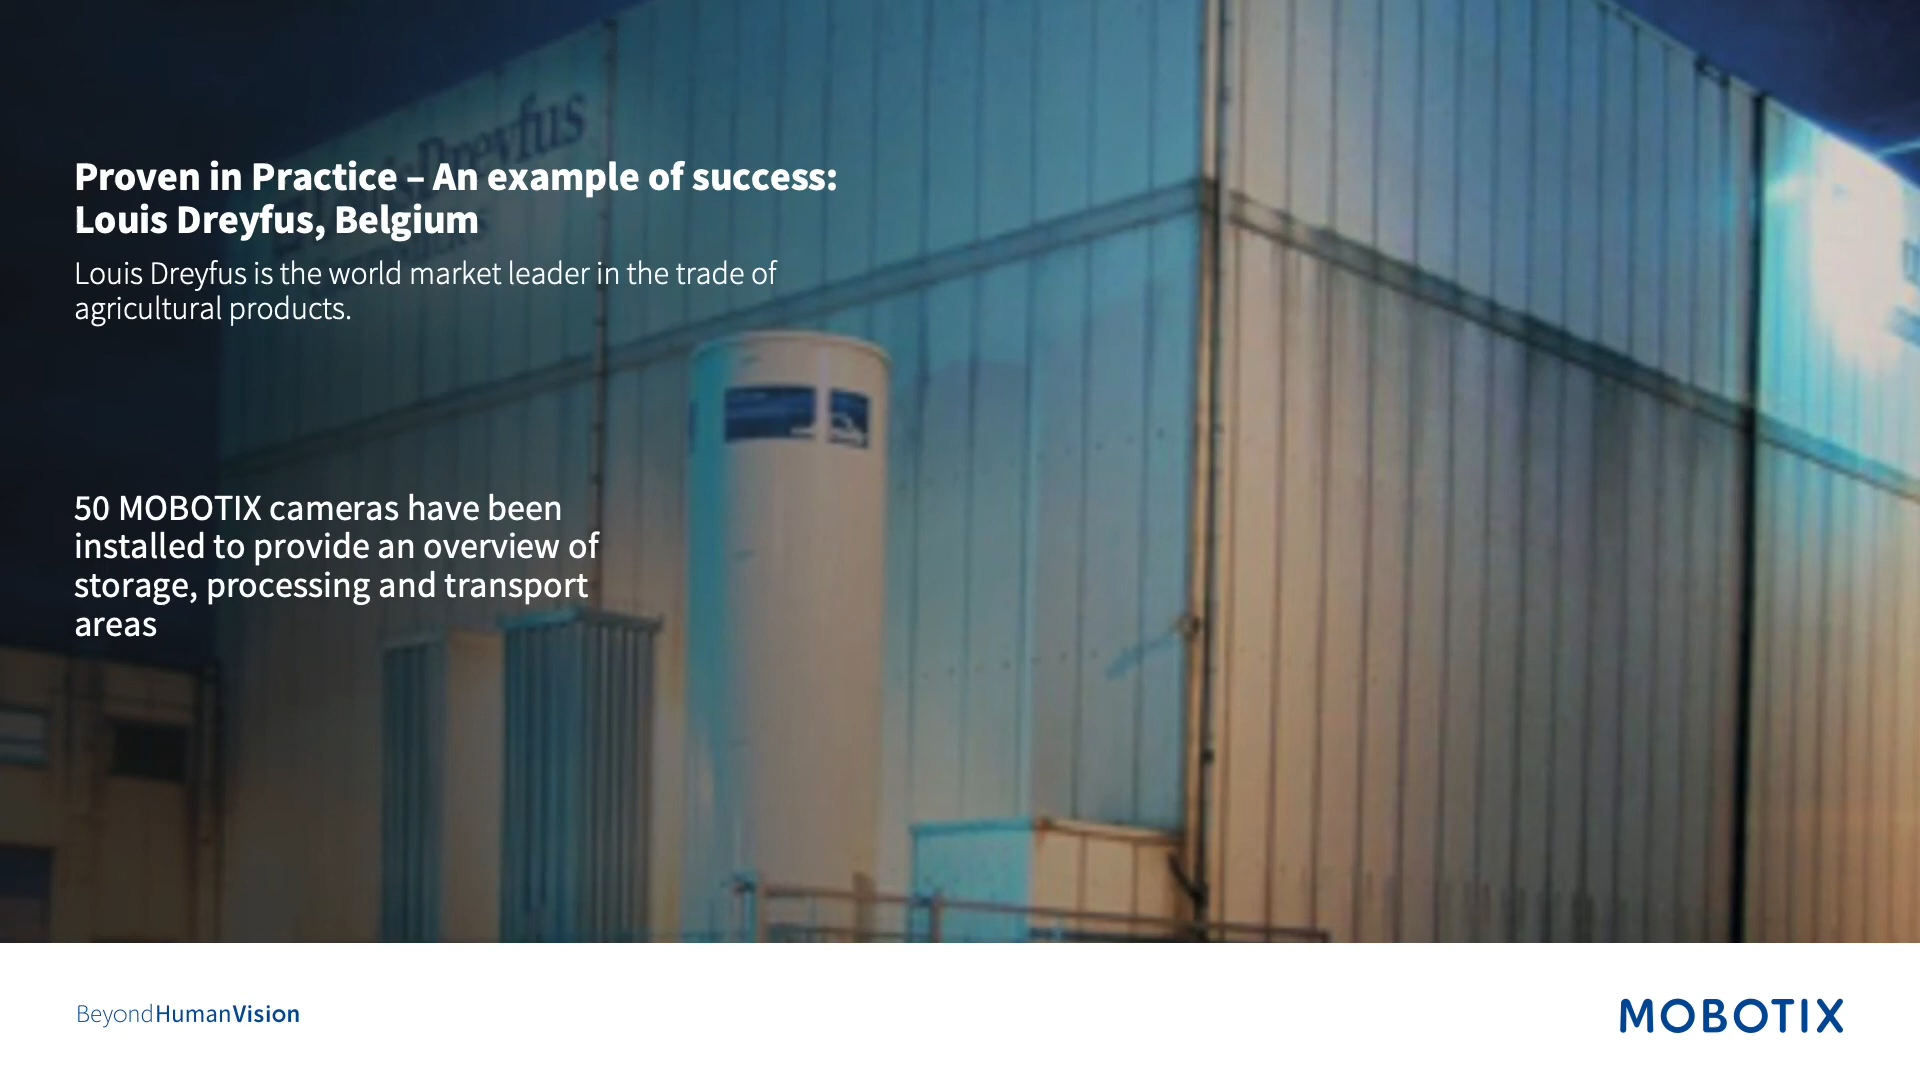 Dreyfus
Proven in Practice – An example of success:
Louis Dreyfus, Belgium
Louis Dreyfus is the world market leader in the trade of
agricultural products.
50 MOBOTIX cameras have been
installed to provide an overview of
storage, processing and transport
areas
BeyondHumanVision
MOBOTIX